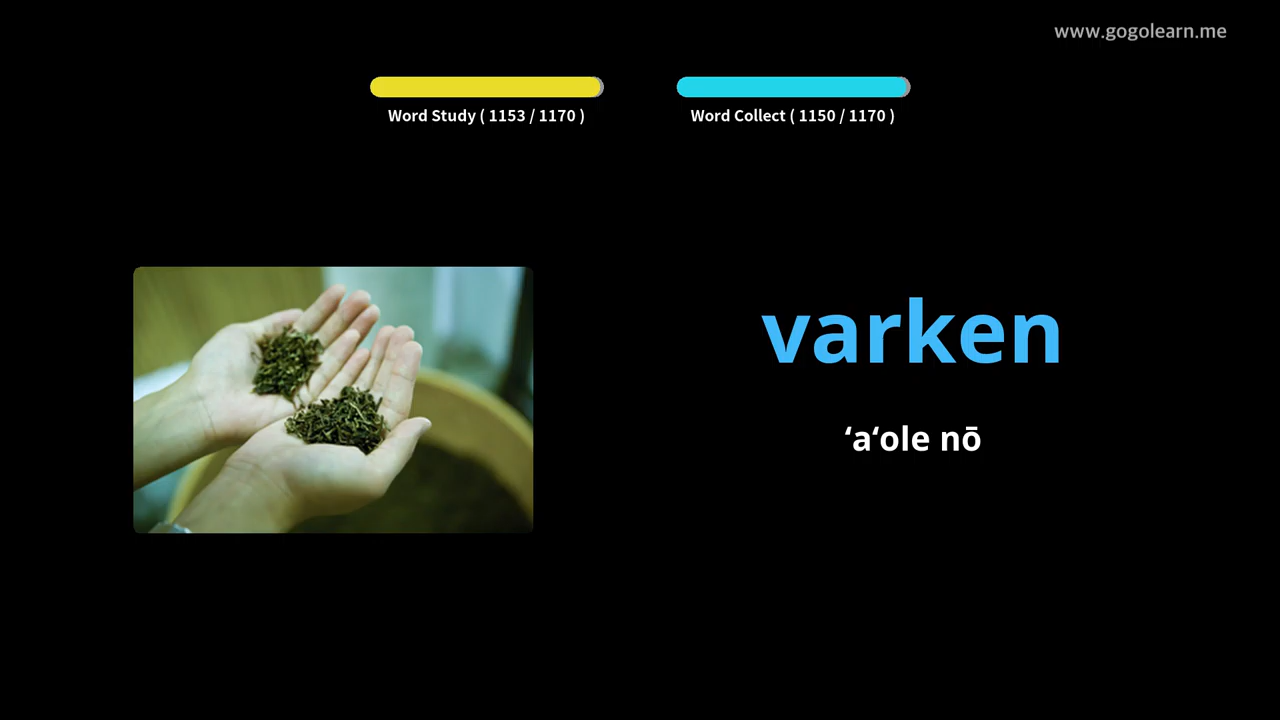 www.gogolearn.me
Word Study ( 1153 / 1170 )
Word Collect ( 1150 / 1170 )
varken
ʻaʻole nō